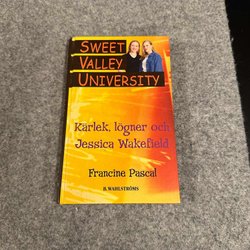 SWEET
VALLEY
UNIVERSITY
Kärlek, lögner och
Jessica Wakefield
Francine Pascal
B. WAHLSTRÖMS